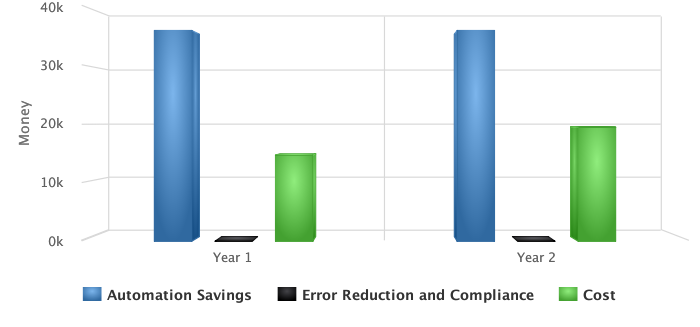 40k
30k
20k
10k
0k
Money
Year 1
Year 2
Automation Savings
Error Reduction and Compliance
Cost